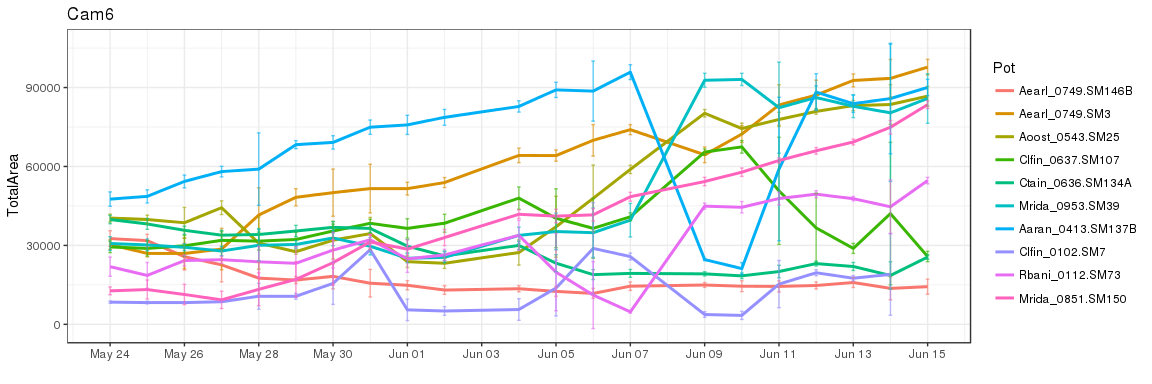 Cam6
TotalArea
90000
60000
30000
0
May 24 May 26 May 28 May 30 Jun 01 Jun 03 Jun 05 Jun 07 Jun 09 Jun 11 Jun 13 Jun 15
Pot
Aearl_0749.SM146B
Aearl_0749.SM3
Aoost_0543.SM25
Clfin_0637.SM107
Ctain_0636.SM134A
Mrida_0953.SM39
Aaran_0413.SM137B
Clfin_0102.SM7
Rbani_0112.SM73
Mrida_0851.SM150